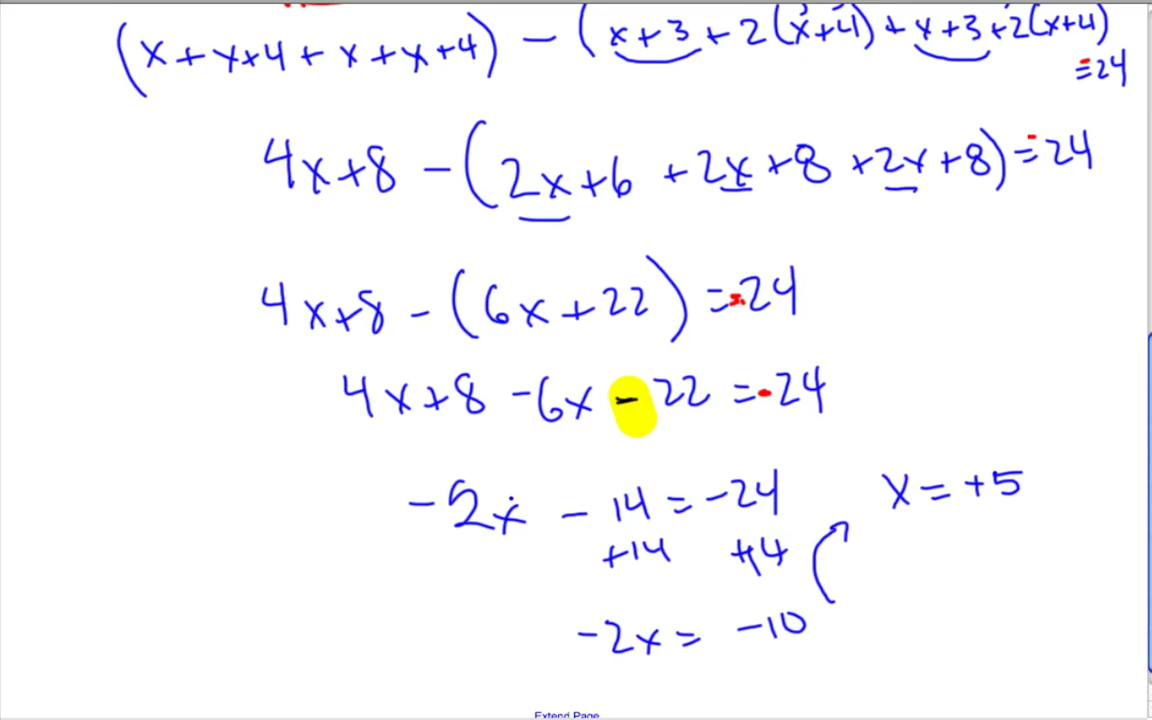 (x + x+4 + x + x+4) - (x+3 + 2(x+4) + x+3 + 2(x+4)
=-24
4x+8 - (2x+6 + 2x+8 + 2x+8) =-24
4x+8 - (6x+22) =-24
4x+8 -6x -22 =-24
-2x - 14 = -24
x = +5
+14 +14
-2x = -10
Extend Page